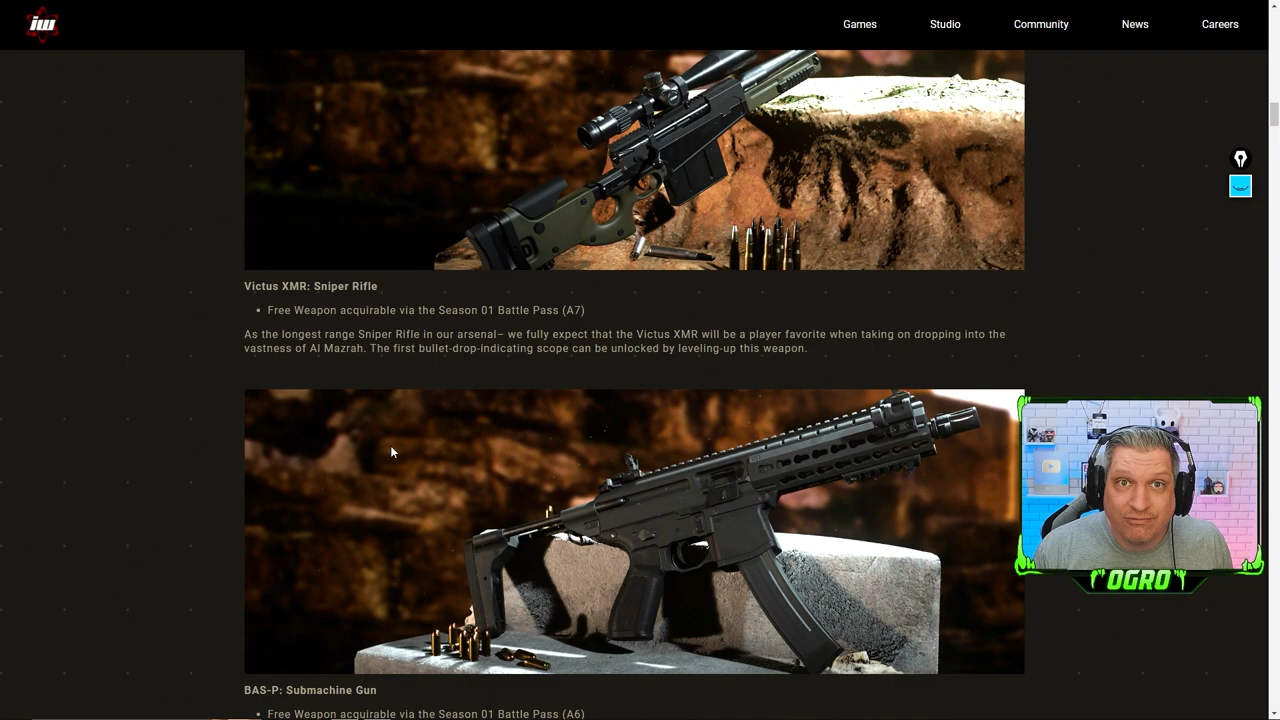 iw
Games
Studio
Community
News
Careers
Victus XMR: Sniper Rifle
• Free Weapon acquirable via the Season 01 Battle Pass (A7)
As the longest range Sniper Rifle in our arsenal– we fully expect that the Victus XMR will be a player favorite when taking on dropping into the
vastness of Al Mazrah. The first bullet-drop-indicating scope can be unlocked by leveling-up this weapon.
OGRO
BAS-P: Submachine Gun
• Free Weapon acquirable via the Season 01 Battle Pass (A6)